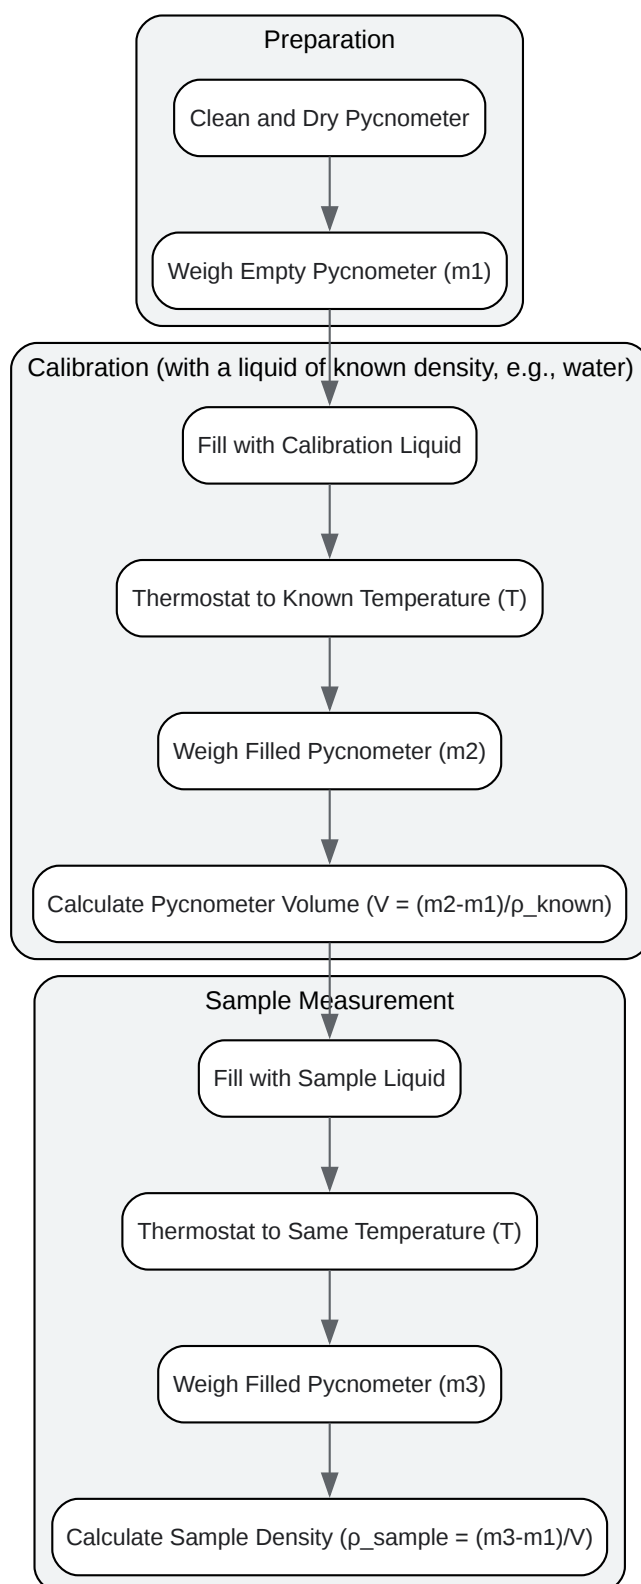 Preparation
Clean and Dry Pycnometer
Weigh Empty Pycnometer (m1)
Calibration (with a liquid of known density, e.g., water)
Fill with Calibration Liquid
Thermostat to Known Temperature (T)
Weigh Filled Pycnometer (m2)
Calculate Pycnometer Volume (V = (m2-m1)/ρ_known)
Sample Measurement
Fill with Sample Liquid
Thermostat to Same Temperature (T)
Weigh Filled Pycnometer (m3)
Calculate Sample Density (ρ_sample = (m3-m1)/V)